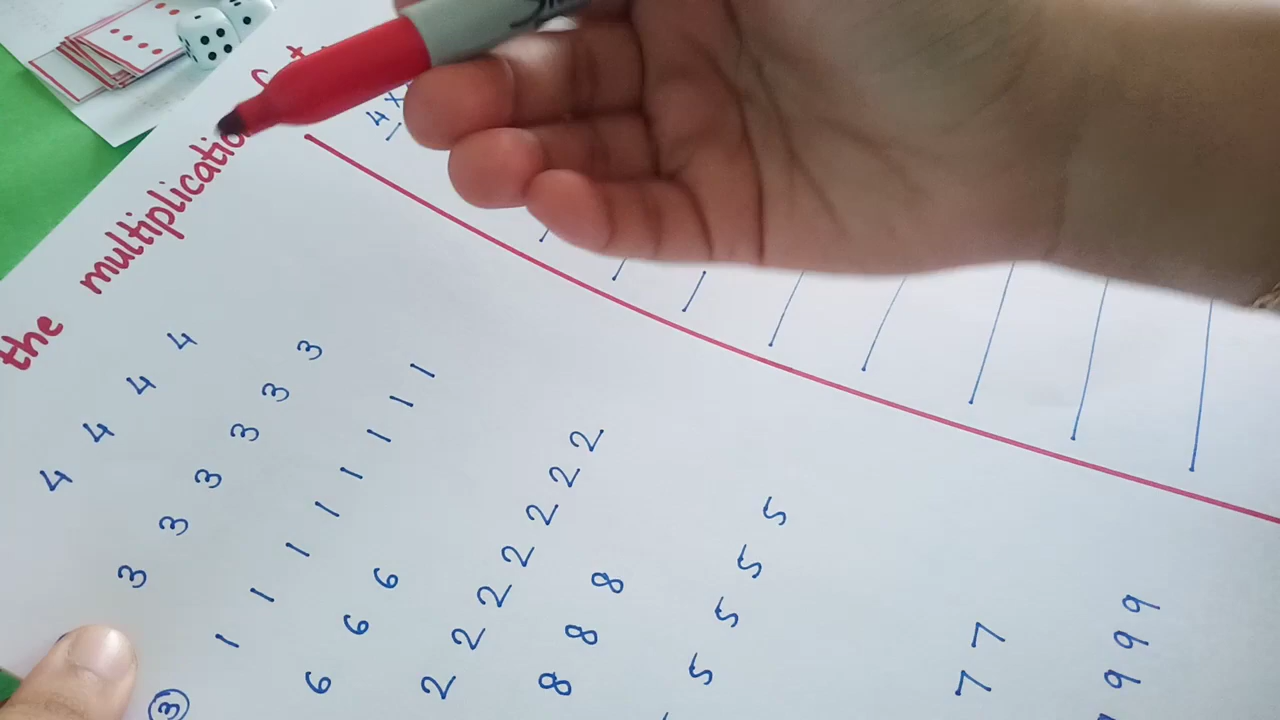 the multiplication
4 ×
4 4 4 4
3 3 3 3 3 3
1 1 1 1 1 1 1 1
6 6 6
2 2 2 2 2 2 2
8 8 8
5 5 5 5
7 7
9 9 9
3